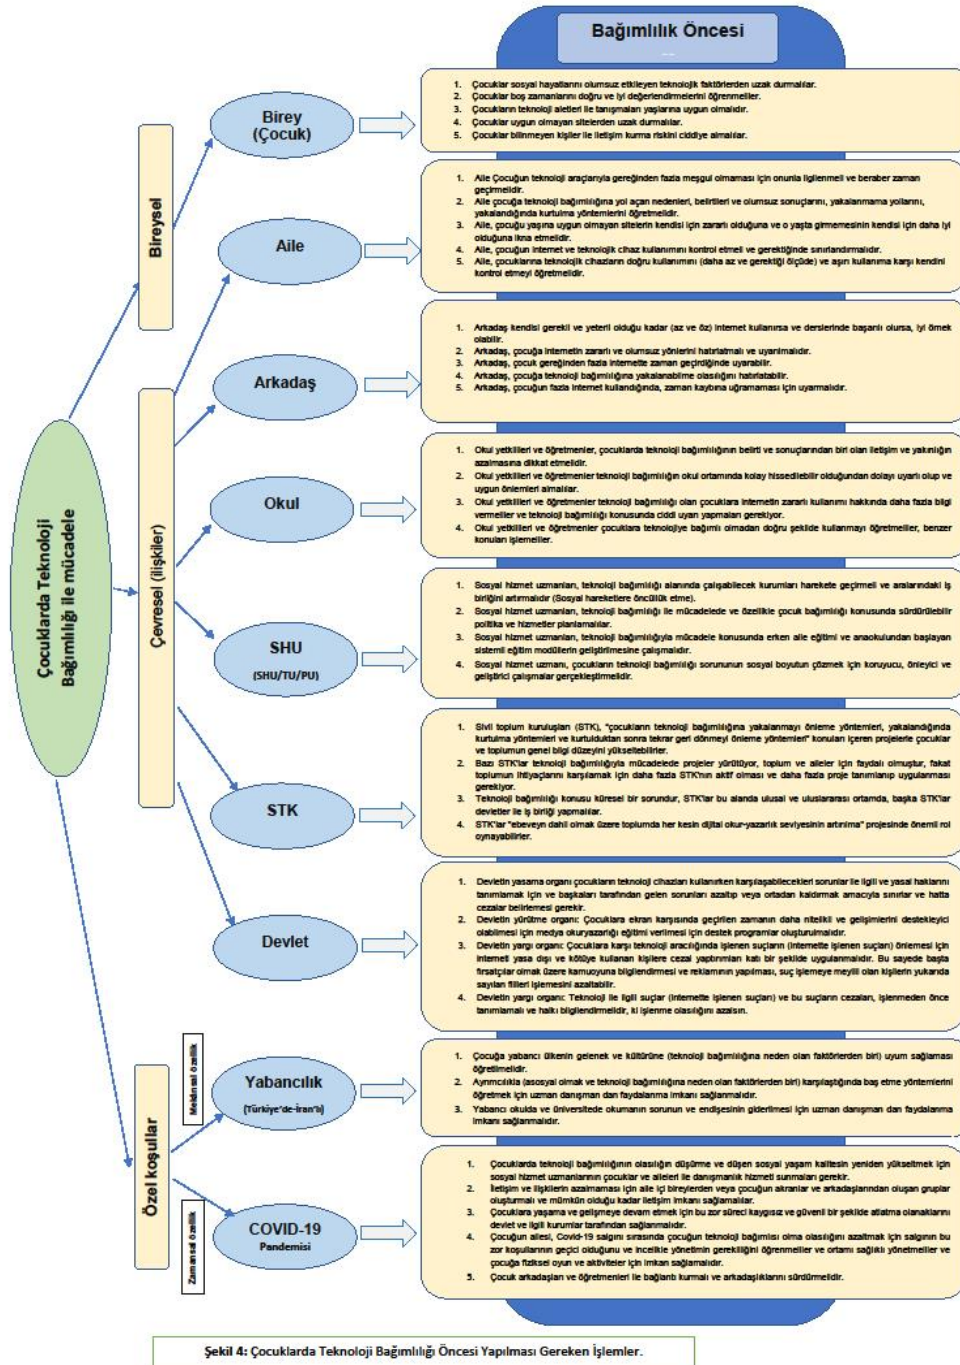 Bağımlılık Öncesi
Çocuklarda Teknoloji
Bağımlılığı ile mücadele
Bireysel
Birey
(Çocuk)
1. Çocuklar sosyal hayatlarını olumsuz etkileyen teknolojik faktörlerden uzak durmalılar.
2. Çocuklar boş zamanlarını doğru ve iyi değerlendirmelerini öğrenmeliler.
3. Çocukların teknoloji aletleri ile tanışmaları yaşlarına uygun olmalıdır.
4. Çocuklar uygun olmayan sitelerden uzak durmalılar.
5. Çocuklar bilinmeyen kişiler ile iletişim kurma riskini ciddiye almalılar.
Aile
1. Aile Çocuğun teknoloji araçlarıyla gereğinden fazla meşgul olmaması için onunla ilgilenmeli ve beraber zaman
geçirmelidir.
2. Aile çocuğa teknoloji bağımlılığına yol açan nedenleri, belirtileri ve olumsuz sonuçlarını, yakalanmama yollarını,
yakalandığında kurtulma yöntemlerini öğretmelidir.
3. Aile, çocuğu yaşına uygun olmayan sitelerin kendisi için zararlı olduğuna ve o yaşta girmemesinin kendisi için daha iyi
olduğuna ikna etmelidir.
4. Aile, çocuğun internet ve teknolojik cihaz kullanımını kontrol etmeli ve gerektiğinde sınırlandırmalıdır.
5. Aile, çocuklarına teknolojik cihazların doğru kullanımını (daha az ve gerektiği ölçüde) ve aşırı kullanıma karşı kendini
kontrol etmeyi öğretmelidir.
Çevresel (ilişkiler)
Arkadaş
1. Arkadaş kendisi gerekli ve yeterli olduğu kadar (az ve öz) internet kullanırsa ve derslerinde başarılı olursa, iyi örnek
olabilir.
2. Arkadaş, çocuğa internetin zararlı ve olumsuz yönlerini hatırlatmalı ve uyarılmalıdır.
3. Arkadaş, çocuk gereğinden fazla internette zaman geçirdiğinde uyarabilir.
4. Arkadaş, çocuğa teknoloji bağımlılığına yakalanabilme olasılığını hatırlatabilir.
5. Arkadaş, çocuğun fazla internet kullandığında, zaman kaybına uğramaması için uyarmalıdır.
Okul
1. Okul yetkilileri ve öğretmenler, çocuklarda teknoloji bağımlılığının belirti ve sonuçlarından biri olan iletişim ve yakınlığın
azalmasına dikkat etmelidir.
2. Okul yetkilileri ve öğretmenler teknoloji bağımlılığın okul ortamında kolay hissedilebilir olduğundan dolayı uyarlı olup ve
uygun önlemleri almalılar.
3. Okul yetkilileri ve öğretmenler teknoloji bağımlılığı olan çocuklara internetin zararlı kullanımı hakkında daha fazla bilgi
vermeliler ve teknoloji bağımlılığı konusunda ciddi uyarı yapmaları gerekiyor.
4. Okul yetkilileri ve öğretmenler çocuklara teknolojiye bağımlı olmadan doğru şekilde kullanmayı öğretmeliler, benzer
konuları işlemeliler.
SHU
(SHU/TU/PU)
1. Sosyal hizmet uzmanları, teknoloji bağımlılığı alanında çalışabilecek kurumları harekete geçirmeli ve aralarındaki iş
birliğini artırmalıdır (Sosyal hareketlere öncüllük etme).
2. Sosyal hizmet uzmanları, teknoloji bağımlılığı ile mücadelede ve özellikle çocuk bağımlılığı konusunda sürdürülebilir
politika ve hizmetler planlamalılar.
3. Sosyal hizmet uzmanları, teknoloji bağımlılığıyla mücadele konusunda erken aile eğitimi ve anaokulundan başlayan
sistemli eğitim modüllerin geliştirilmesine çalışmalıdır.
4. Sosyal hizmet uzmanı, çocukların teknoloji bağımlılığı sorununun sosyal boyutun çözmek için koruyucu, önleyici ve
geliştirici çalışmalar gerçekleştirmelidir.
STK
1. Sivil toplum kuruluşları (STK), "çocukların teknoloji bağımlılığına yakalanmayı önleme yöntemleri, yakalandığında
kurtulma yöntemleri ve kurtulduktan sonra tekrar geri dönmeyi önleme yöntemleri" konuları içeren projelerle çocuklar
ve toplumun genel bilgi düzeyini yükseltebilirler.
2. Bazı STK'lar teknoloji bağımlılığıyla mücadelede projeler yürütüyor, toplum ve aileler için faydalı olmuştur, fakat
toplumun ihtiyaçlarını karşılamak için daha fazla STK'nın aktif olması ve daha fazla proje tanımlanıp uygulanması
gerekiyor.
3. Teknoloji bağımlılığı konusu küresel bir sorundur, STK'lar bu alanda ulusal ve uluslararası ortamda, başka STK'lar
devletler ile iş birliği yapmalılar.
4. STK'lar "ebeveyn dahil olmak üzere toplumda her kesin dijital okur-yazarlık seviyesinin artırılma" projesinde önemli rol
oynayabilirler.
Devlet
1. Devletin yasama organı çocukların teknoloji cihazları kullanırken karşılaşabilecekleri sorunlar ile ilgili ve yasal haklarını
tanımlamak için ve başkaları tarafından gelen sorunları azaltıp veya ortadan kaldırmak amacıyla sınırlar ve hatta
cezalar belirlemesi gerekir.
2. Devletin yürütme organı: Çocuklara ekran karşısında geçirilen zamanın daha nitelikli ve gelişimlerini destekleyici
olabilmesi için medya okuryazarlığı eğitimi verilmesi için destek programlar oluşturulmalıdır.
3. Devletin yargı organı: Çocuklara karşı teknoloji aracılığında işlenen suçların (internette işlenen suçları) önlemesi için
interneti yasa dışı ve kötüye kullanan kişilere cezai yaptırımları katı bir şekilde uygulanmalıdır. Bu sayede başta
fırsatçılar olmak üzere kamuoyuna bilgilendirmesi ve reklamının yapılması, suç işlemeye meyilli olan kişilerin yukarıda
sayılan fiilleri işlemesini azaltabilir.
4. Devletin yargı organı: Teknoloji ile ilgili suçlar (internette işlenen suçları) ve bu suçların cezaları, işlenmeden önce
tanımlamalı ve halkı bilgilendirmelidir, ki işlenme olasılığını azalsın.
Özel koşullar
Mekânsal özellik
Yabancılık
(Türkiye'de-İran'lı)
1. Çocuğa yabancı ülkenin gelenek ve kültürüne (teknoloji bağımlılığına neden olan faktörlerden biri) uyum sağlaması
öğretilmelidir.
2. Ayrımcılıkla (asosyal olmak ve teknoloji bağımlılığına neden olan faktörlerden biri) karşılaştığında baş etme yöntemlerini
öğretmek için uzman danışman dan faydalanma imkanı sağlanmalıdır.
3. Yabancı okulda ve üniversitede okumanın sorunun ve endişesinin giderilmesi için uzman danışman dan faydalanma
imkanı sağlanmalıdır.
Zamansal özellik
COVID-19
Pandemisi
1. Çocuklarda teknoloji bağımlılığının olasılığın düşürme ve düşen sosyal yaşam kalitesin yeniden yükseltmek için
sosyal hizmet uzmanlarının çocuklar ve aileleri ile danışmanlık hizmeti sunmaları gerekir.
2. İletişim ve ilişkilerin azalmaması için aile içi bireylerden veya çocuğun akranlar ve arkadaşlarından oluşan gruplar
oluşturmalı ve mümkün olduğu kadar iletişim imkanı sağlamalılar.
3. Çocuklara yaşama ve gelişmeye devam etmek için bu zor süreci kaygısız ve güvenli bir şekilde atlatma olanaklarını
devlet ve ilgili kurumlar tarafından sağlanmalıdır.
4. Çocuğun ailesi, Covid-19 salgını sırasında çocuğun teknoloji bağımlısı olma olasılığını azaltmak için salgının bu
zor koşullarının geçici olduğunu ve incelikle yönetimin gerekliliğini öğrenmeliler ve ortamı sağlıklı yönetmeliler ve
çocuğa fiziksel oyun ve aktiviteler için imkan sağlamalıdır.
5. Çocuk arkadaşları ve öğretmenleri ile bağlantı kurmalı ve arkadaşlıklarını sürdürmelidir.
Şekil 4: Çocuklarda Teknoloji Bağımlılığı Öncesi Yapılması Gereken İşlemler.